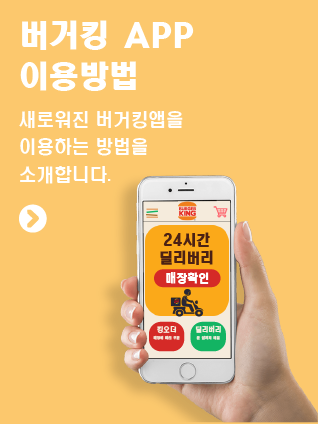 버거킹 APP
이용방법
새로워진 버거킹앱을
이용하는 방법을
소개합니다.
BURGER
KING
24시간
딜리버리
매장확인
킹오더
딜리버리